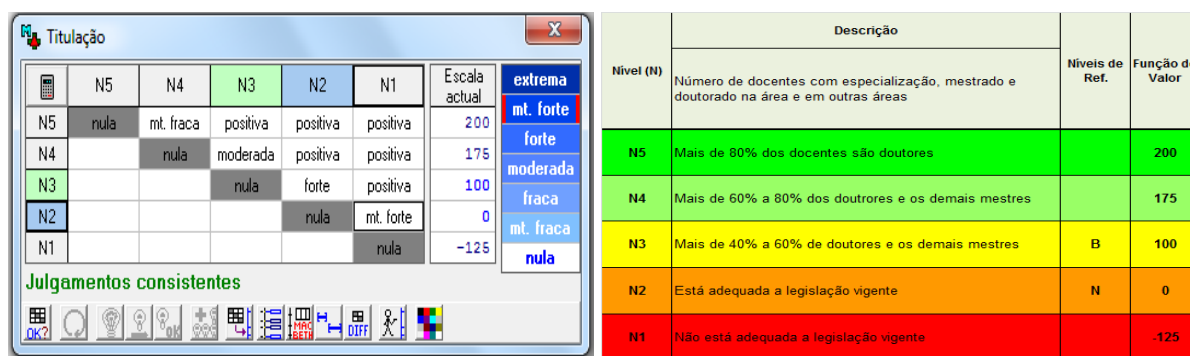 Titulação
N5 N4 N3 N2 N1 Escala actual
N5 nula mt. fraca positiva positiva positiva 200
N4 nula moderada positiva positiva 175
N3 nula forte positiva 100
N2 nula mt. forte 0
N1 nula -125
extrema
mt. forte
forte
moderada
fraca
mt. fraca
nula
Julgamentos consistentes
OK?
OK
MAC
BETH
DIFF
Nível (N)
Descrição
Número de docentes com especialização, mestrado e
doutorado na área e em outras áreas
Níveis de
Ref.
Função d
Valor
N5 Mais de 80% dos docentes são doutores 200
N4 Mais de 60% a 80% dos doutrores e os demais mestres 175
N3 Mais de 40% a 60% de doutores e os demais mestres B 100
N2 Está adequada a legislação vigente N 0
N1 Não está adequada a legislação vigente -125